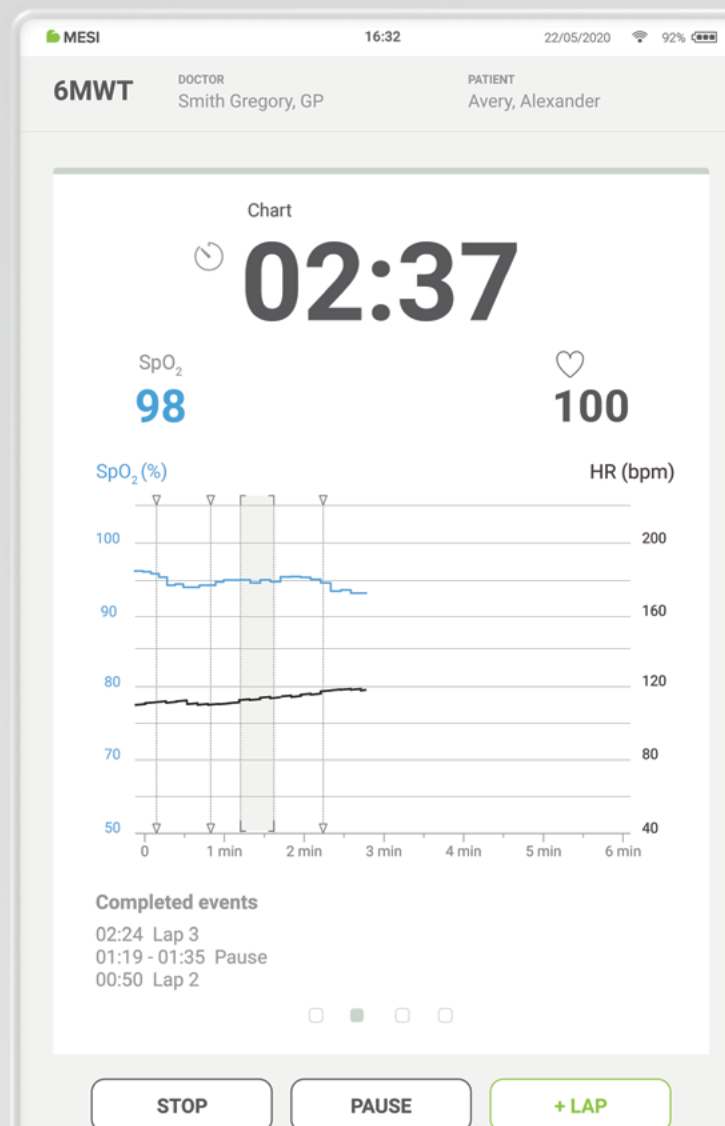 MESI 16:32 22/05/2020 92%
6MWT
DOCTOR
Smith Gregory, GP
PATIENT
Avery, Alexander
Chart
02:37
SpO₂
98
100
SpO₂ (%) HR (bpm)
100 200
90 160
80 120
70 80
50 40
0 1 min 2 min 3 min 4 min 5 min 6 min
Completed events
02:24 Lap 3
01:19 - 01:35 Pause
00:50 Lap 2
STOP PAUSE + LAP